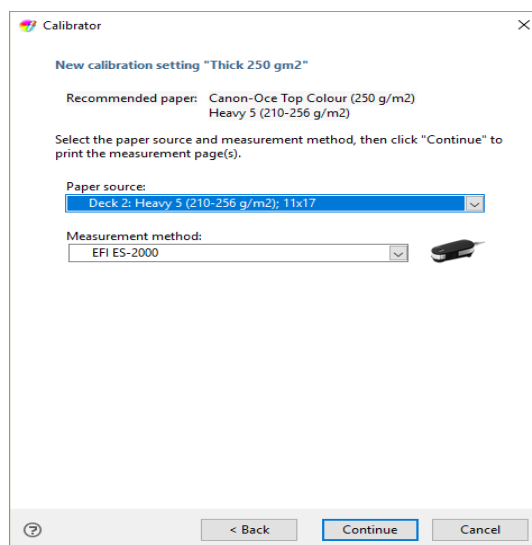 Calibrator
New calibration setting "Thick 250 gm2"
Recommended paper: Canon-Oce Top Colour (250 g/m2)
Heavy 5 (210-256 g/m2)
Select the paper source and measurement method, then click "Continue" to
print the measurement page(s).
Paper source:
Deck 2: Heavy 5 (210-256 g/m2); 11x17
Measurement method:
EFI ES-2000
? < Back Continue Cancel